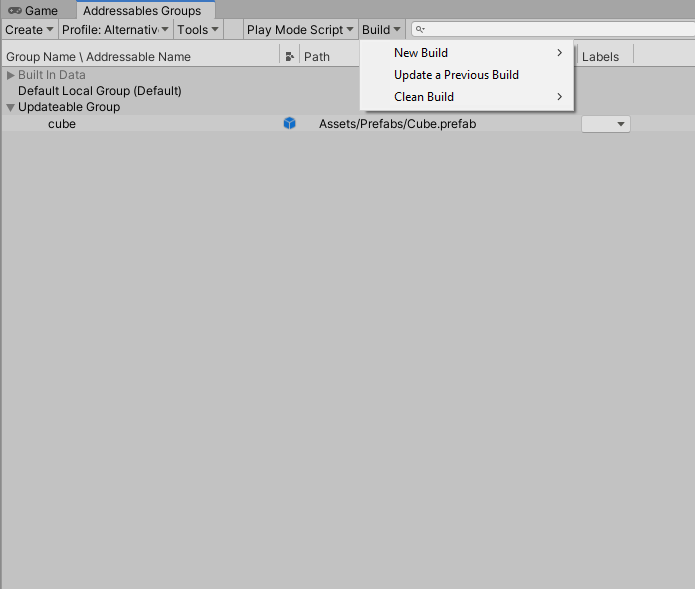 Game Addressables Groups
Create Profile: Alternativ Tools Play Mode Script Build
Group Name \ Addressable Name Path Labels
New Build
Built In Data Update a Previous Build
Default Local Group (Default) Clean Build
Updateable Group
cube Assets/Prefabs/Cube.prefab